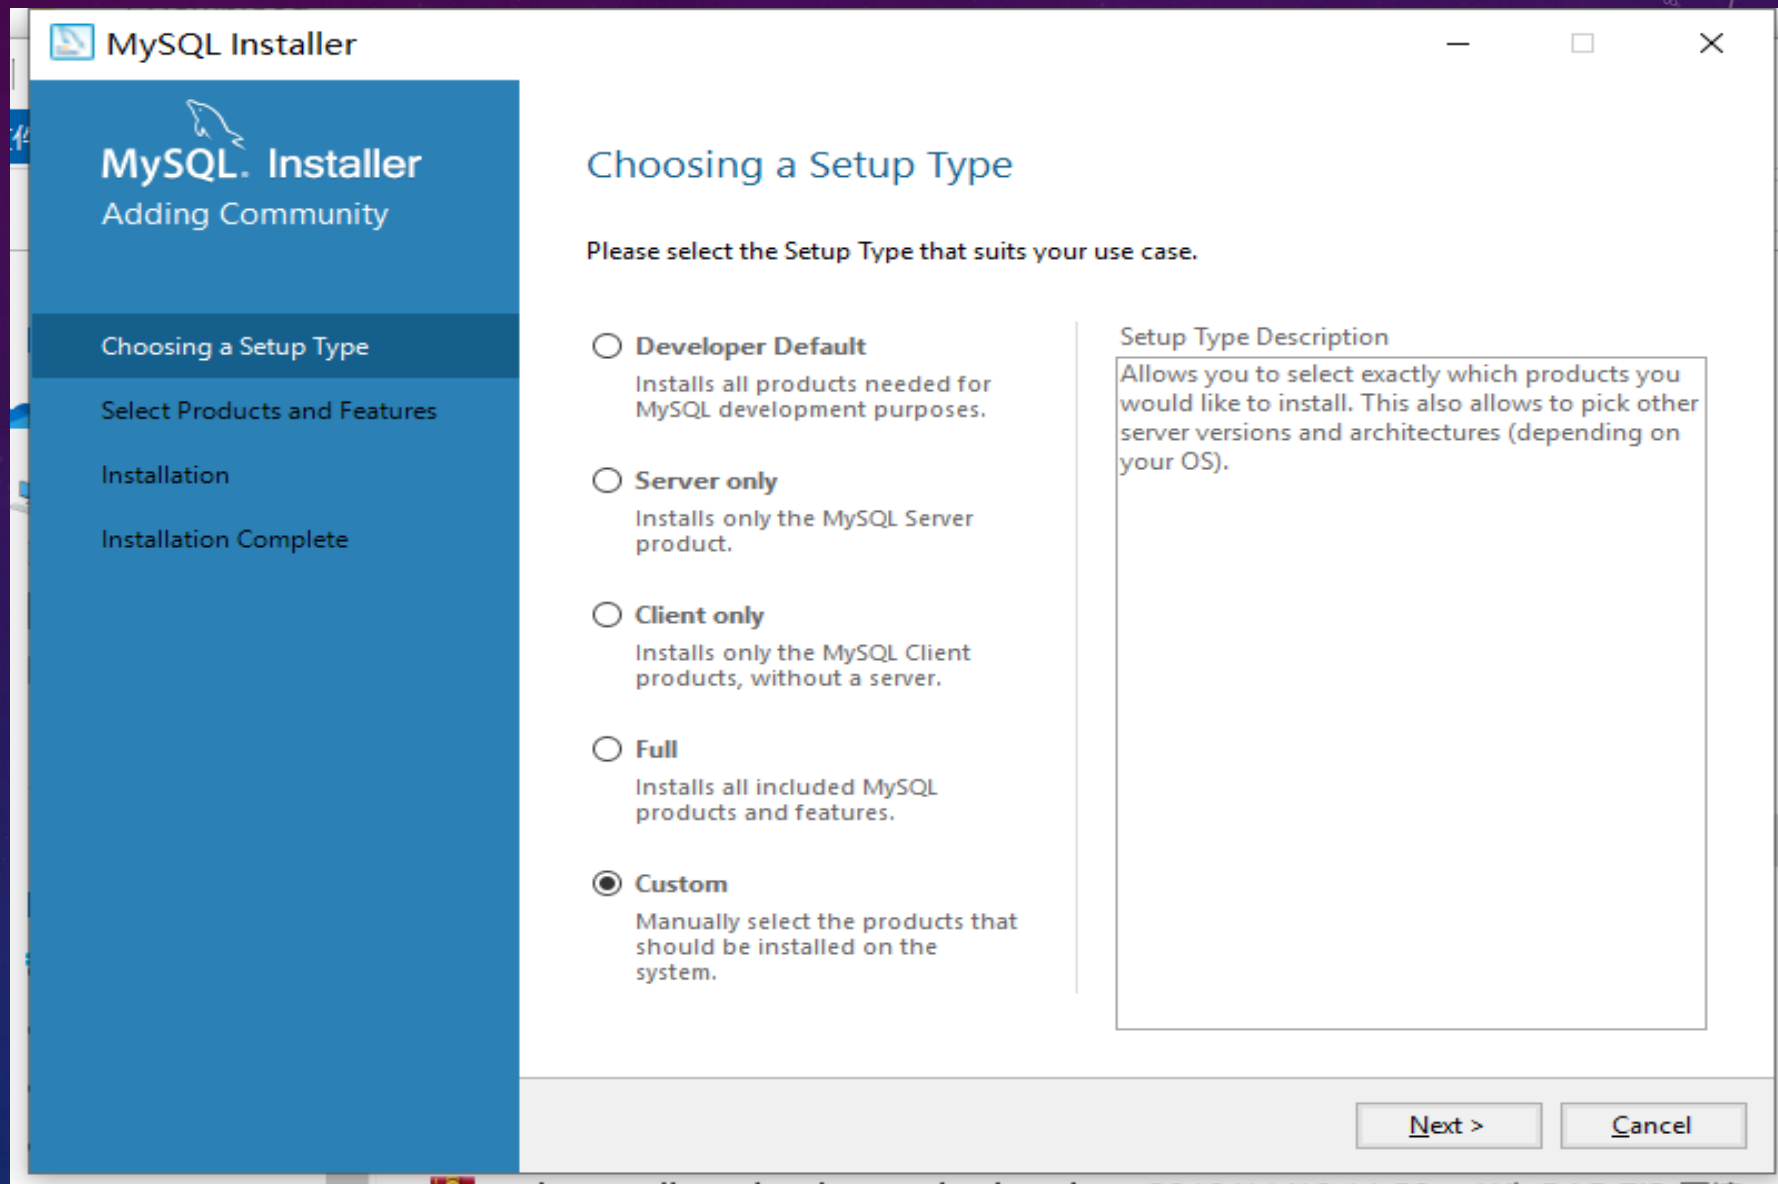 MySQL Installer
MySQL. Installer
Adding Community
Choosing a Setup Type
Select Products and Features
Installation
Installation Complete
Choosing a Setup Type
Please select the Setup Type that suits your use case.
Developer Default
Installs all products needed for
MySQL development purposes.
Server only
Installs only the MySQL Server
product.
Client only
Installs only the MySQL Client
products, without a server.
Full
Installs all included MySQL
products and features.
Custom
Manually select the products that
should be installed on the
system.
Setup Type Description
Allows you to select exactly which products you
would like to install. This also allows to pick other
server versions and architectures (depending on
your OS).
Next >
Cancel